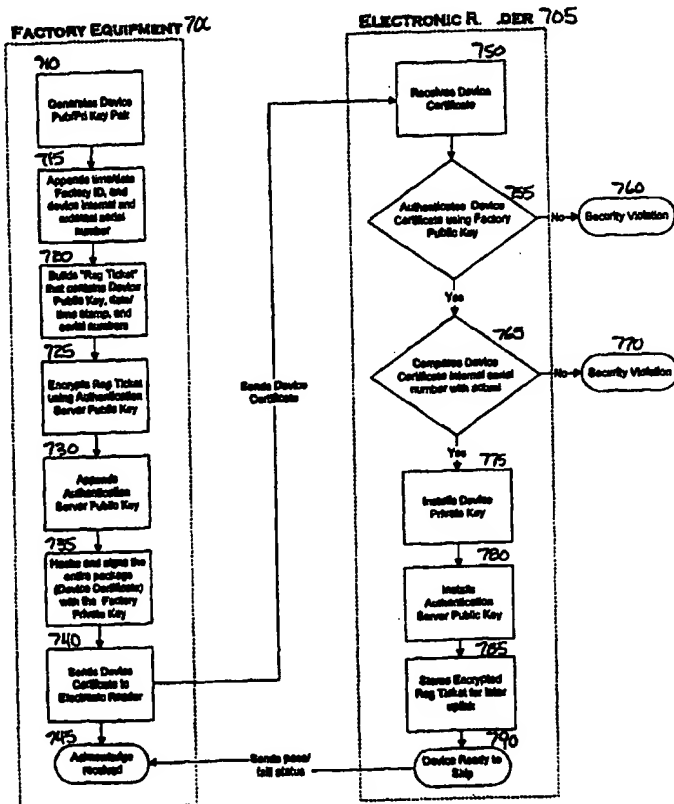 FACTORY EQUIPMENT 700
710
Generates Device
Pub/Pri Key Pair
715
Appends time/date
Factory ID, and
device internal and
external serial
number
720
Builds "Reg Ticket"
that contains Device
Public Key, date/
time stamp, and
serial numbers
725
Encrypts Reg Ticket
using Authentication
Server Public Key
730
Appends
Authentication
Server Public Key
735
Hashes and signs the
entire package
(Device Certificate)
with the Factory
Private Key
740
Sends Device
Certificate to
Electronic Reader
745
Acknowledge
received
Sends Device
Certificate
Sends pass/
fail status
ELECTRONIC R DER 705
750
Receives Device
Certificate
755
Authenticates Device
Certificate using Factory
Public Key
No
760
Security Violation
Yes
765
Compares Device
Certificate internal serial
number with actual
No
770
Security Violation
Yes
775
Installs Device
Private Key
780
Installs
Authentication
Server Public Key
785
Stores Encrypted
Reg Ticket for later
uplink
790
Device Ready to
Ship